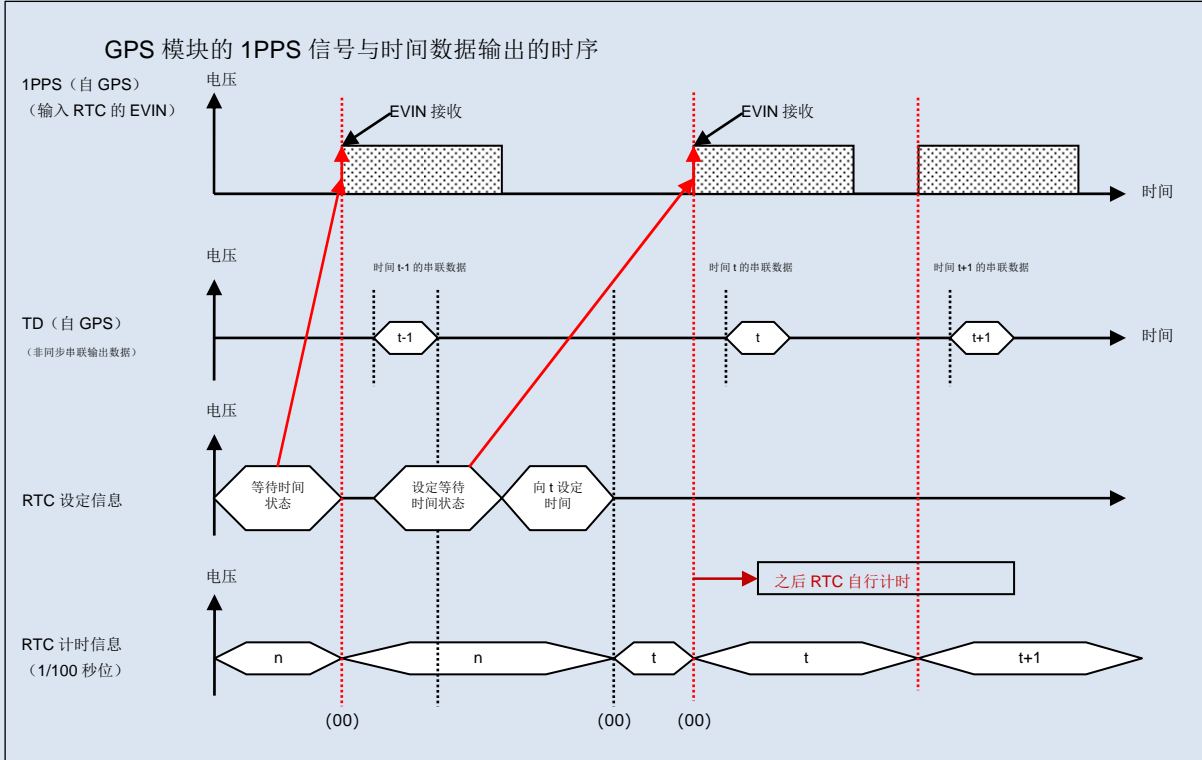 GPS 模块的 1PPS 信号与时间数据输出的时序
1PPS（自 GPS）
（输入 RTC 的 EVIN）
电压
EVIN 接收
EVIN 接收
时间
电压
时间 t-1 的串联数据
时间 t 的串联数据
时间 t+1 的串联数据
TD（自 GPS）
（非同步串联输出数据）
t-1
t
t+1
时间
电压
RTC 设定信息
等待时间
状态
设定等待
时间状态
向 t 设定
时间
电压
之后 RTC 自行计时
RTC 计时信息
（1/100 秒位）
n
n
t
t
t+1
(00)
(00)
(00)